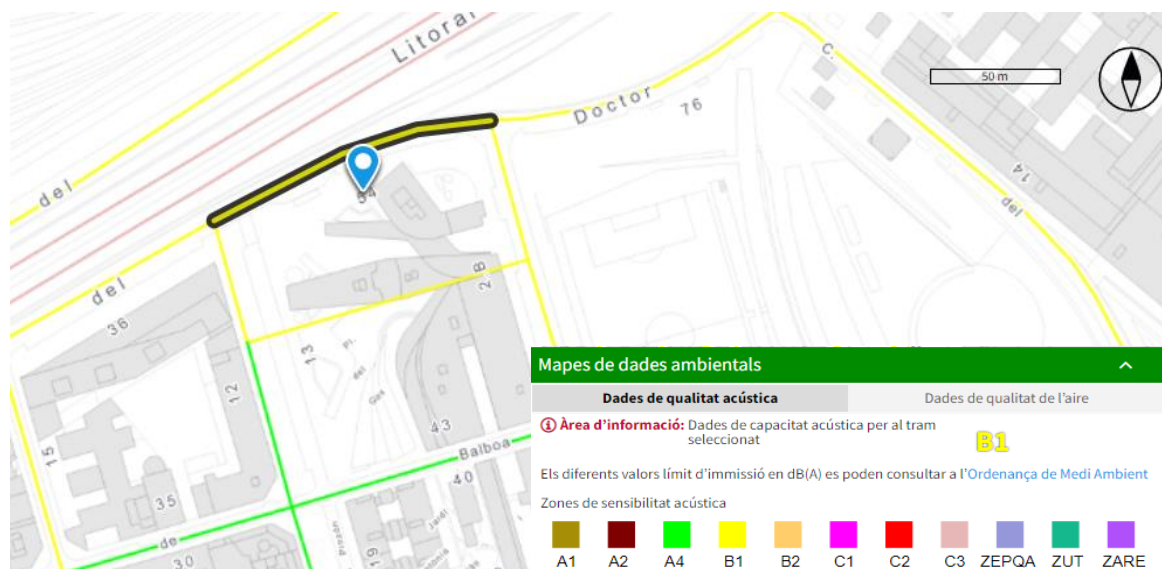 Litoral
50 m
C.
Doctor
76
14
del
del
54
del
2*B
36
13
Pl.
del
Gas
12
43
Balboa
40
15
35
de
30
19
Mapes de dades ambientals
Dades de qualitat acústica
Dades de qualitat de l'aire
Àrea d'informació: Dades de capacitat acústica per al tram
seleccionat
B1
Els diferents valors límit d'immissió en dB(A) es poden consultar a l'Ordenança de Medi Ambient
Zones de sensibilitat acústica
A1 A2 A4 B1 B2 C1 C2 C3 ZEPQA ZUT ZARE